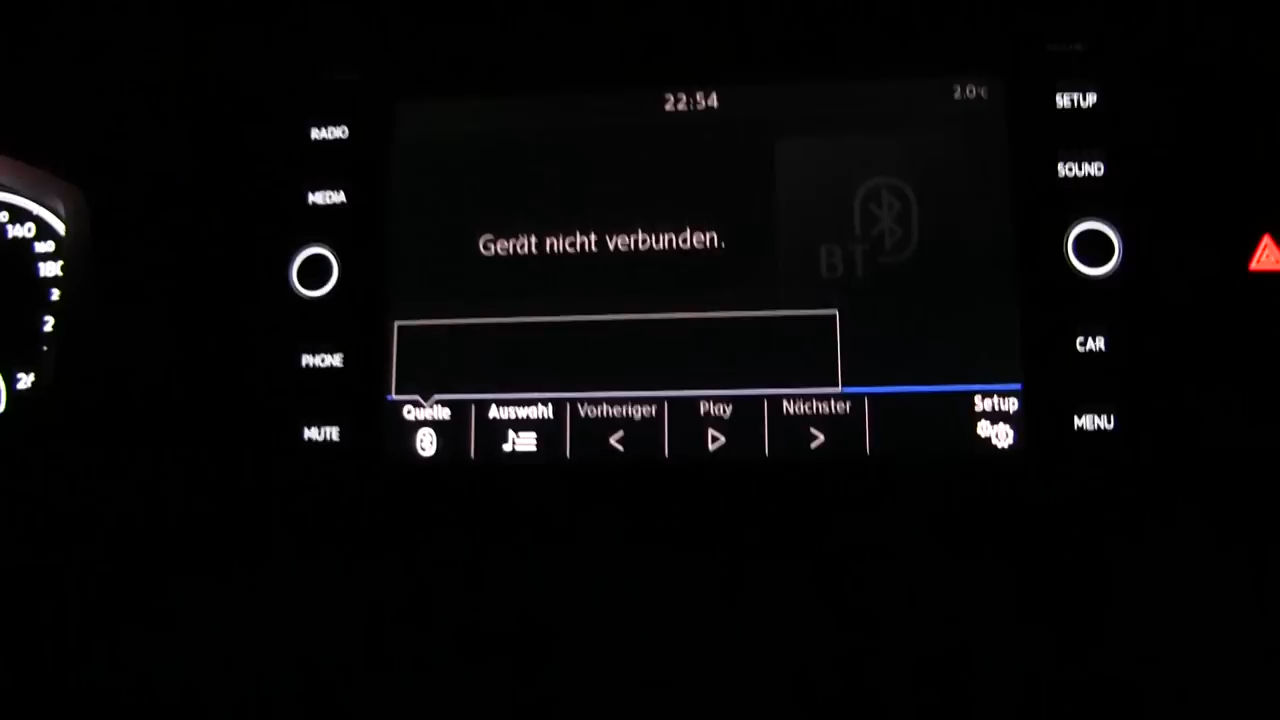 22:54
2.0°C
RADIO
MEDIA
PHONE
MUTE
Gerät nicht verbunden.
BT
Quelle
Auswahl
Vorheriger
Play
Nächster
Setup
SETUP
SOUND
CAR
MENU
140
160